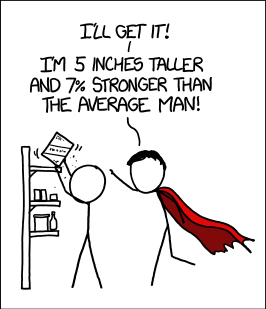 I'LL GET IT!
I'M 5 INCHES TALLER
AND 7% STRONGER THAN
THE AVERAGE MAN!